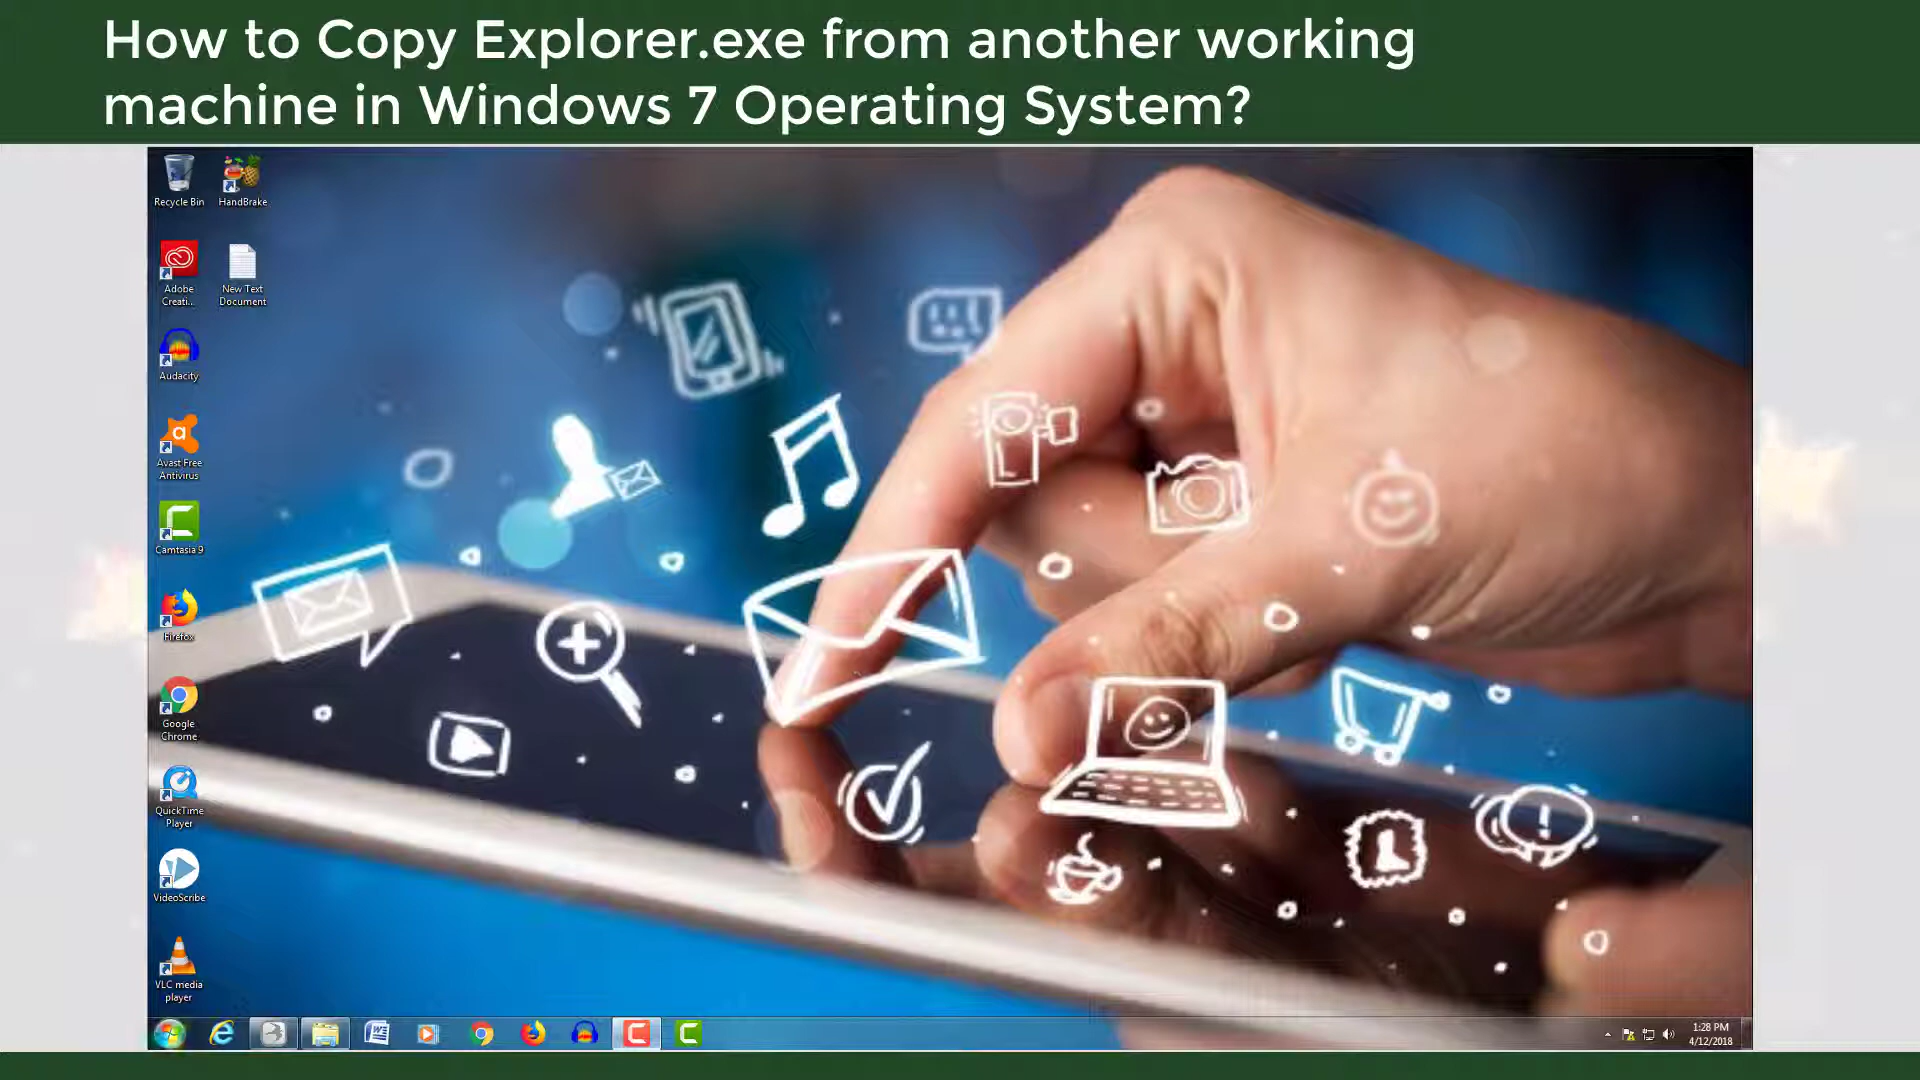 How to Copy Explorer.exe from another working
machine in Windows 7 Operating System?
Recycle Bin
HandBrake
Adobe
Creati...
New Text
Document
Audacity
Avast Free
Antivirus
Camtasia 9
Firefox
Google
Chrome
QuickTime
Player
VideoScribe
VLC media
player
1:28 PM
4/12/2018